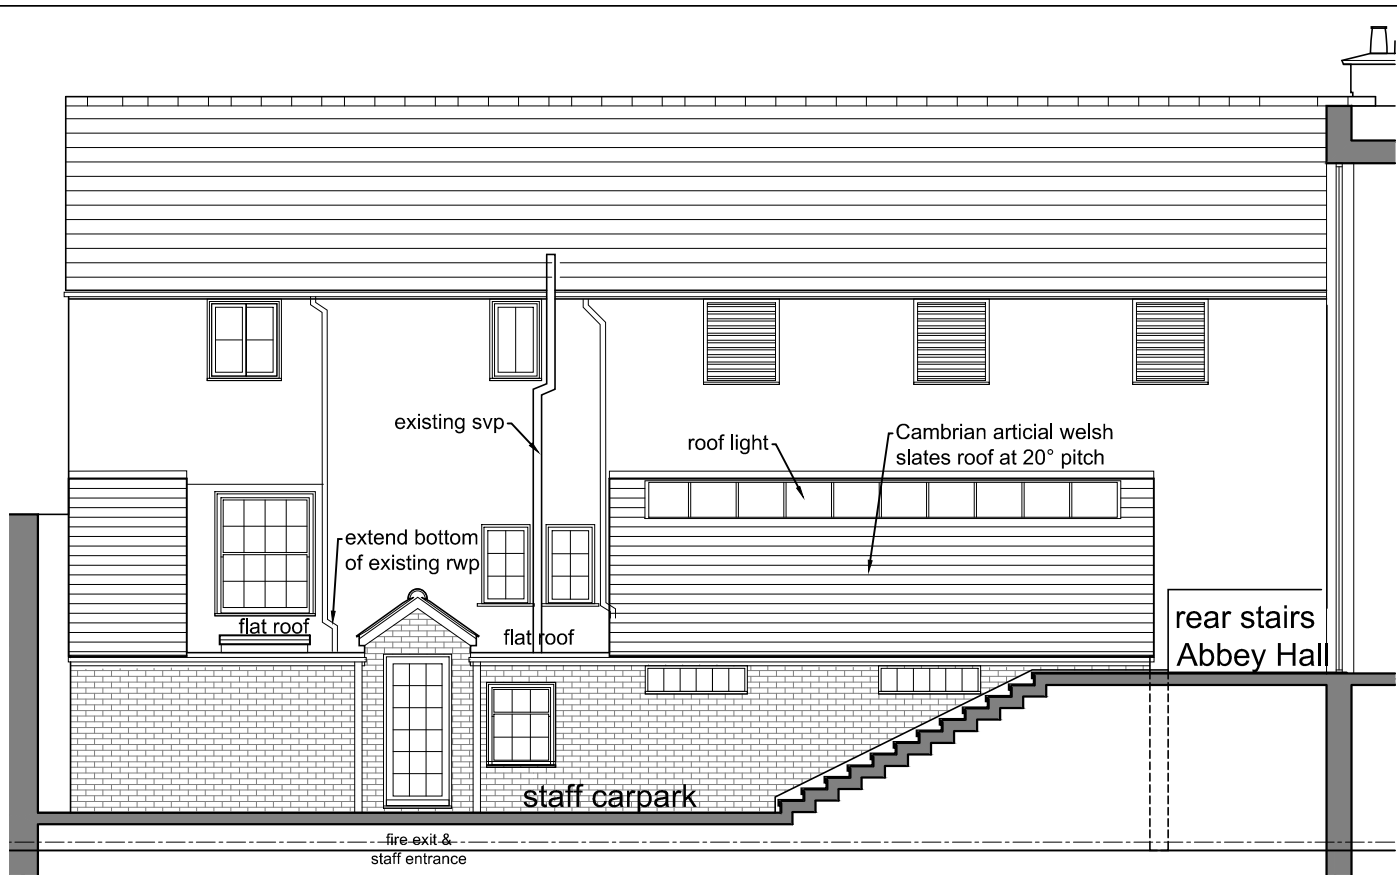 existing svp
roof light
Cambrian articial welsh
slates roof at 20° pitch
extend bottom
of existing rwp
flat roof
flat roof
rear stairs
Abbey Hall
staff carpark
fire exit &
staff entrance